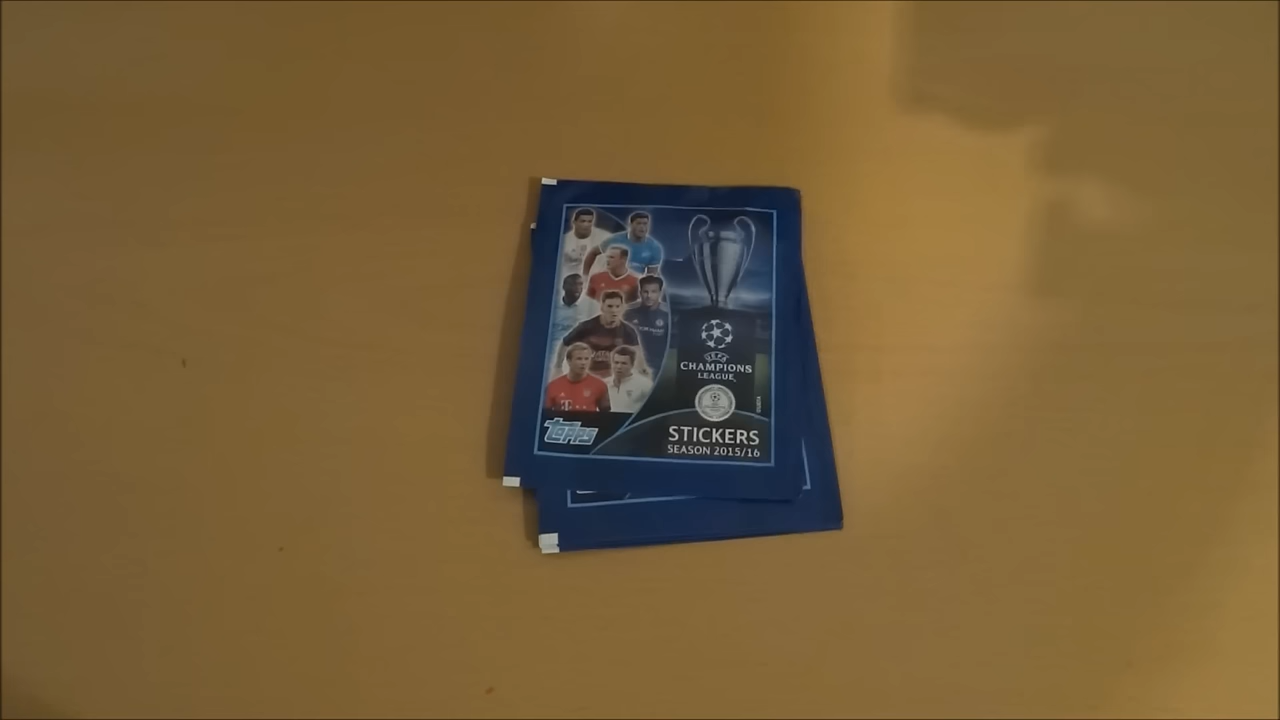 UEFA
CHAMPIONS
LEAGUE
topps
STICKERS
SEASON 2015/16